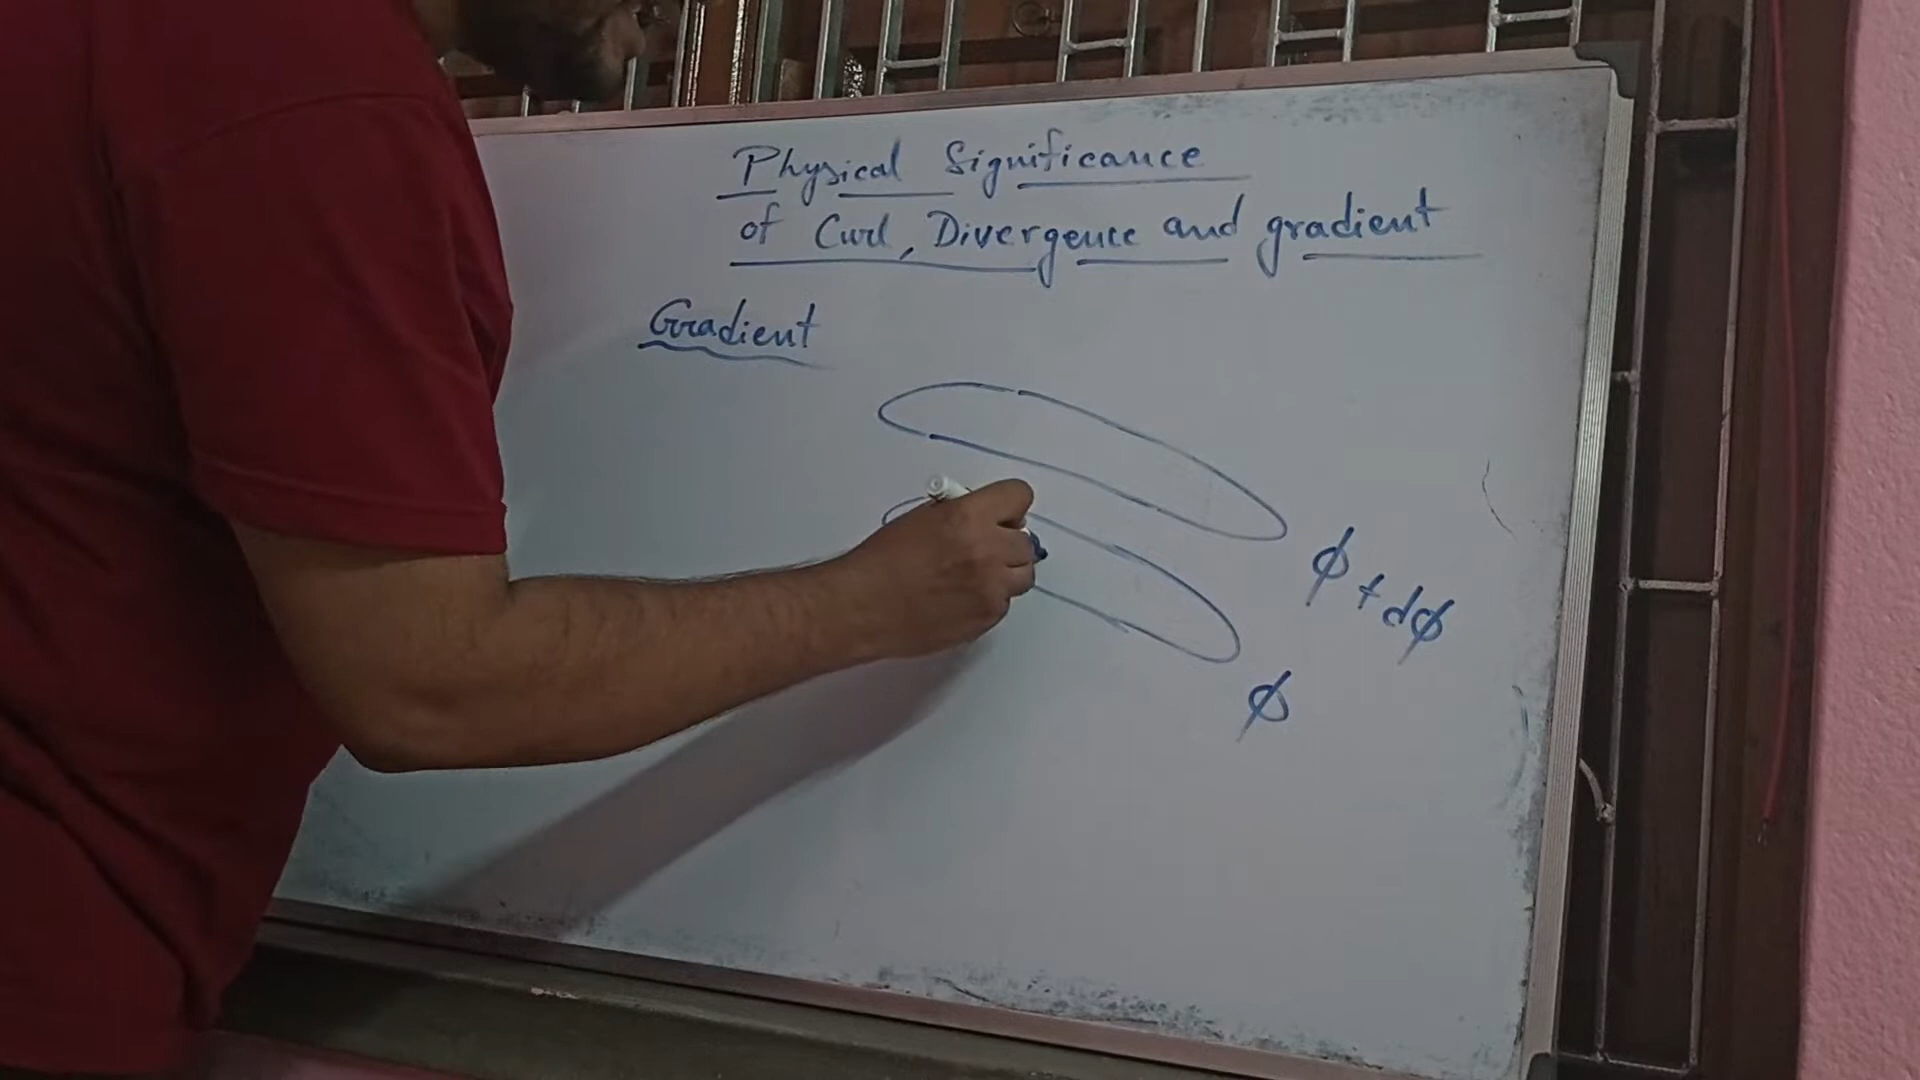 Physical Significance
of Curl, Divergence and gradient
Gradient
ϕ + dϕ
ϕ